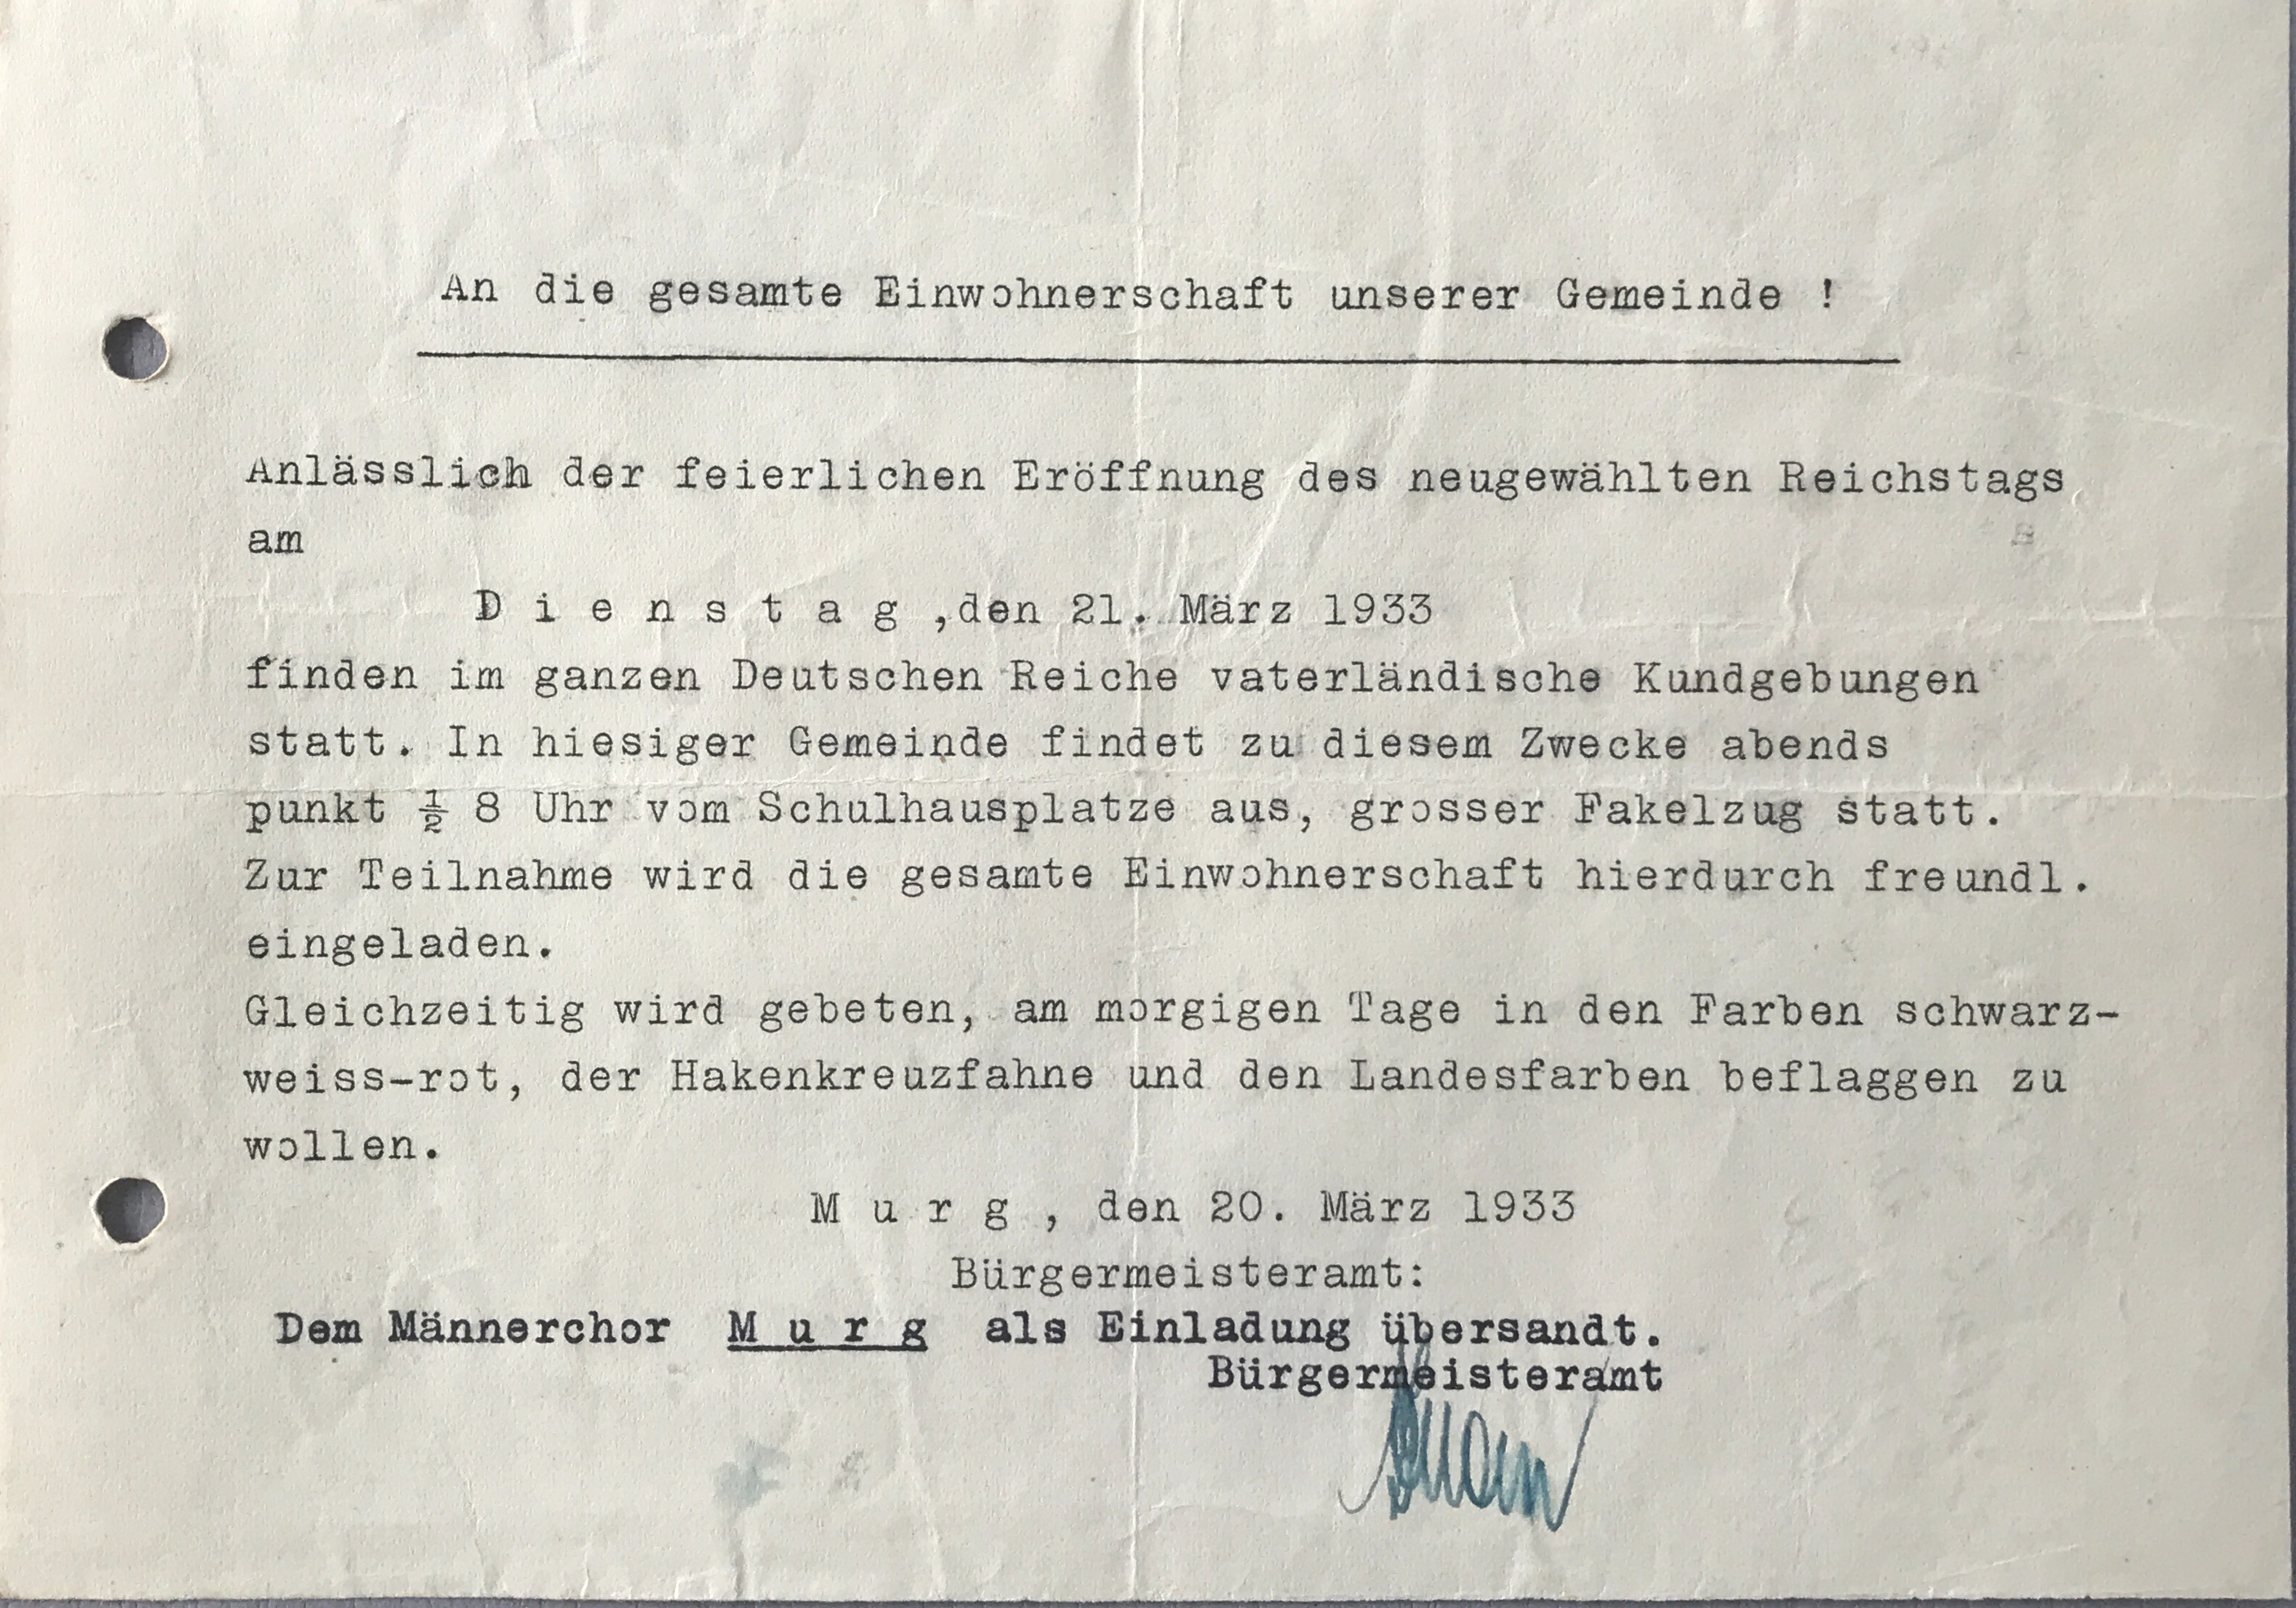 An die gesamte Einwohnerschaft unserer Gemeinde !
Anlässlich der feierlichen Eröffnung des neugewählten Reichstags
am
D i e n s t a g ,den 21. März 1933
finden im ganzen Deutschen Reiche vaterländische Kundgebungen
statt. In hiesiger Gemeinde findet zu diesem Zwecke abends
punkt ½ 8 Uhr vom Schulhausplatze aus, grosser Fakelzug statt.
Zur Teilnahme wird die gesamte Einwohnerschaft hierdurch freundl.
eingeladen.
Gleichzeitig wird gebeten, am morgigen Tage in den Farben schwarz-
weiss-rot, der Hakenkreuzfahne und den Landesfarben beflaggen zu
wollen.
M u r g , den 20. März 1933
Bürgermeisteramt:
Dem Männerchor M u r g als Einladung übersandt.
Bürgermeisteramt